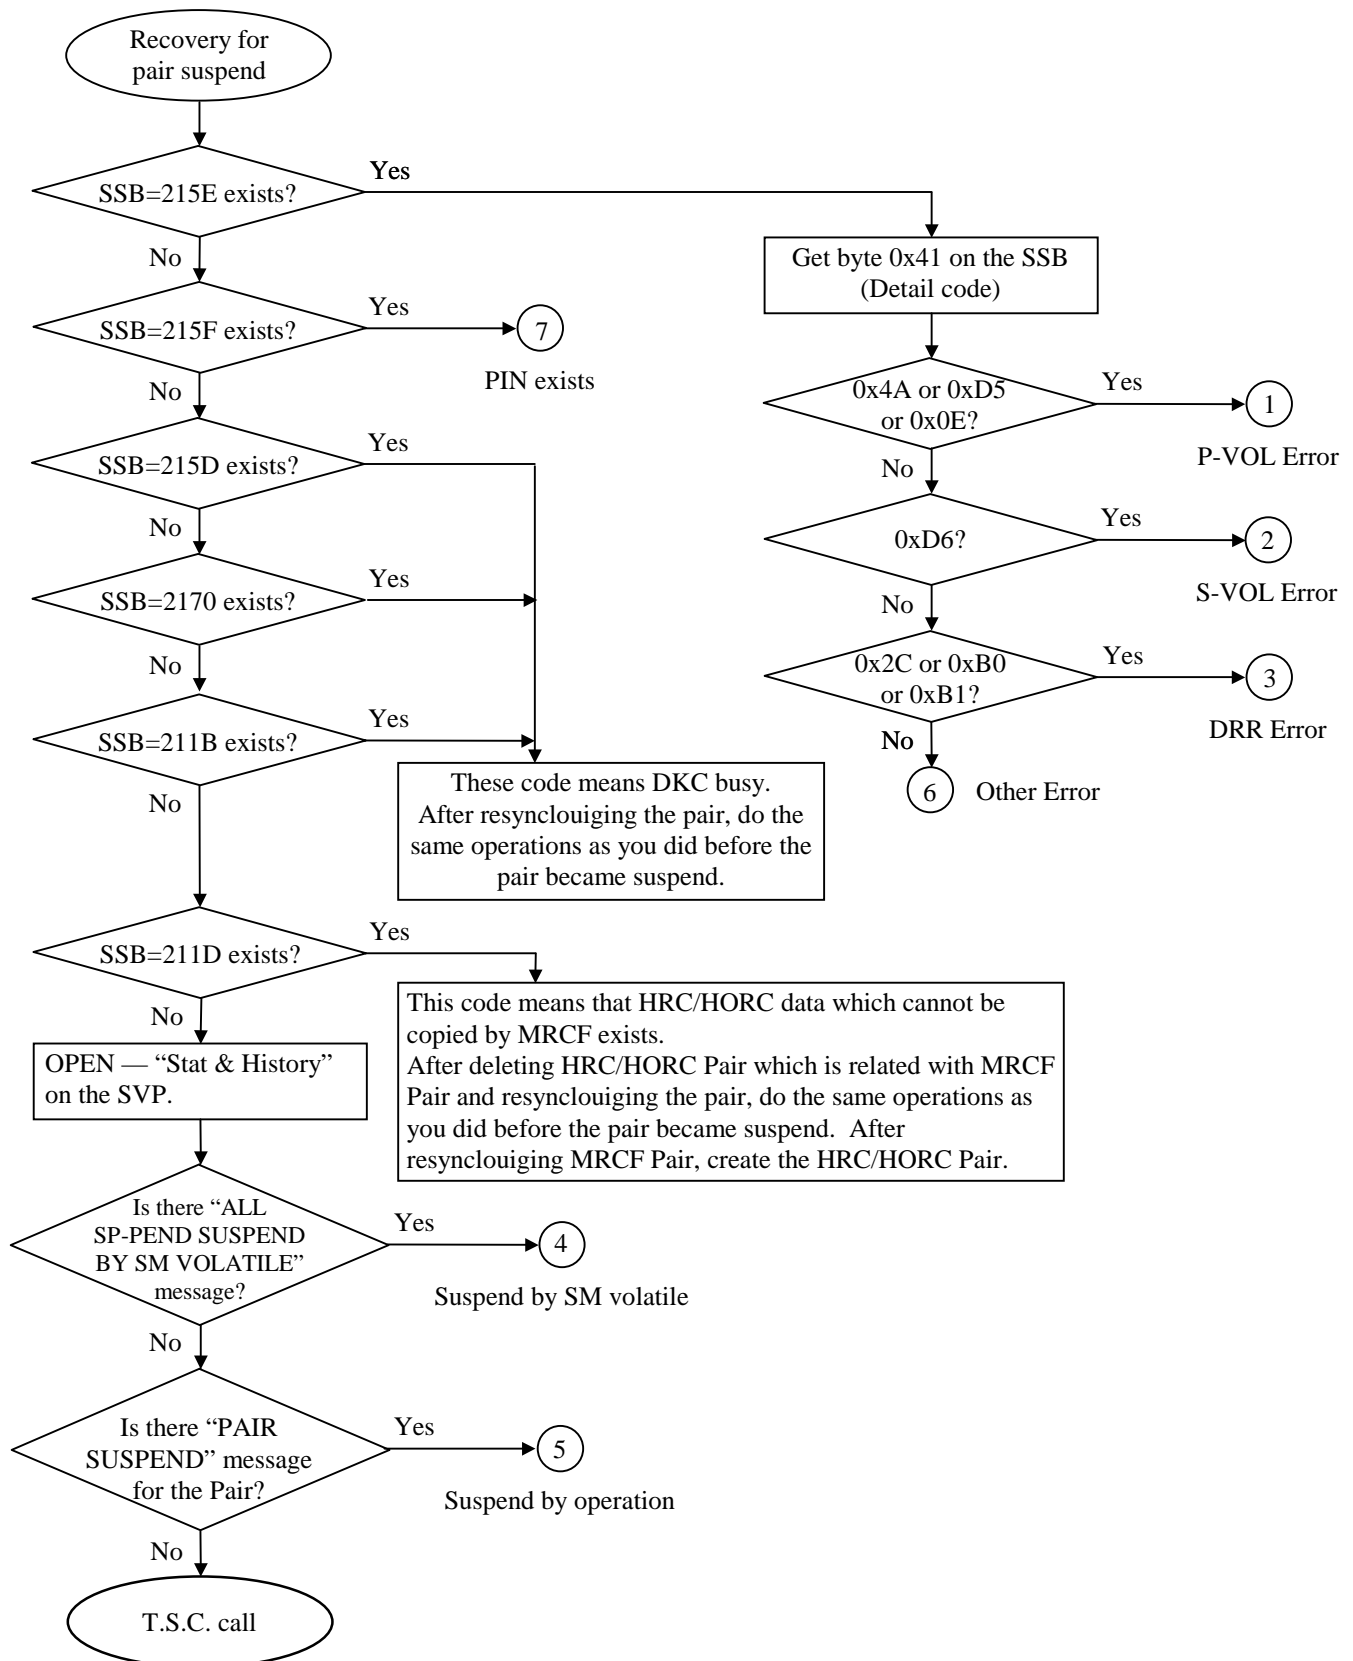 Recovery for
pair suspend
SSB=215E exists?
Yes
No
Get byte 0x41 on the SSB
(Detail code)
SSB=215F exists?
Yes
7
PIN exists
No
0x4A or 0xD5
or 0x0E?
Yes
1
P-VOL Error
No
SSB=215D exists?
Yes
No
0xD6?
Yes
2
S-VOL Error
No
SSB=2170 exists?
Yes
No
0x2C or 0xB0
or 0xB1?
Yes
3
DRR Error
No
6
Other Error
SSB=211B exists?
Yes
No
These code means DKC busy.
After resynclouiging the pair, do the
same operations as you did before the
pair became suspend.
SSB=211D exists?
Yes
No
This code means that HRC/HORC data which cannot be
copied by MRCF exists.
After deleting HRC/HORC Pair which is related with MRCF
Pair and resynclouiging the pair, do the same operations as
you did before the pair became suspend.  After
resynclouiging MRCF Pair, create the HRC/HORC Pair.
OPEN — “Stat & History”
on the SVP.
Is there “ALL
SP-PEND SUSPEND
BY SM VOLATILE”
message?
Yes
4
Suspend by SM volatile
No
Is there “PAIR
SUSPEND” message
for the Pair?
Yes
5
Suspend by operation
No
T.S.C. call